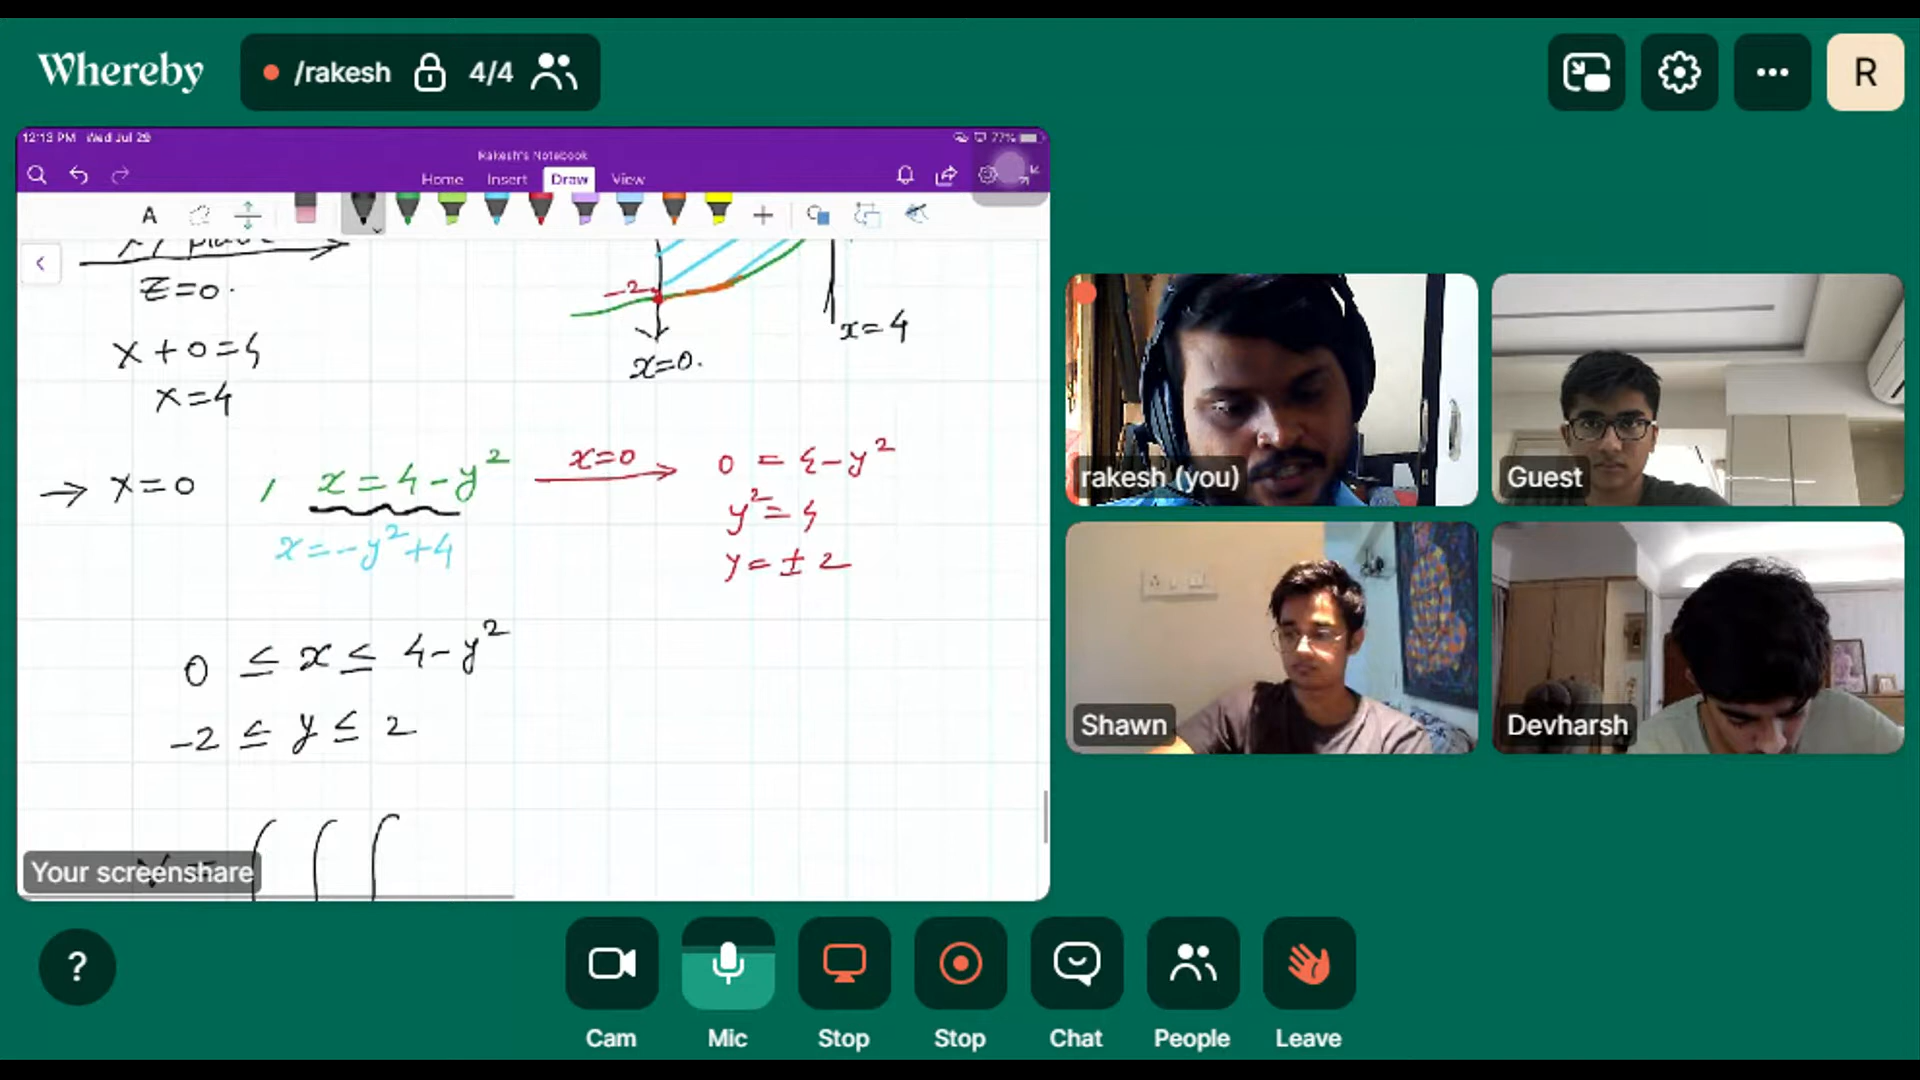 Whereby
/rakesh
4/4
R
12:13 PM Wed Jul 29
77%
Rakesh's Notebook
Home Insert Draw View
A
Z=0.
x+0=4
x=4
-2
x=0.
x=4
→ x=0 , x=4-y²
x=-y²+4
x=0
0 = 4-y²
y²=4
y=±2
0 ≤ x ≤ 4-y²
-2 ≤ y ≤ 2
∫ ∫ ∫
Your screenshare
rakesh (you)
Guest
Shawn
Devharsh
?
Cam
Mic
Stop
Stop
Chat
People
Leave